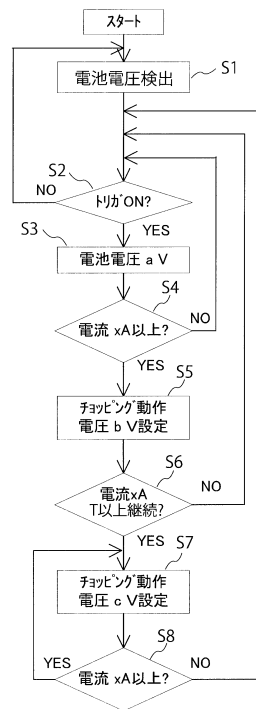 スタート
電池電圧検出
S1
S2
ﾄﾘｶﾞON?
NO
YES
S3
電池電圧 a V
S4
電流 xA以上?
NO
YES
S5
ﾁｮｯﾋﾟﾝｸﾞ動作
電圧 b V設定
S6
電流xA
T以上継続?
NO
YES
S7
ﾁｮｯﾋﾟﾝｸﾞ動作
電圧 c V設定
S8
電流 xA以上?
YES
NO